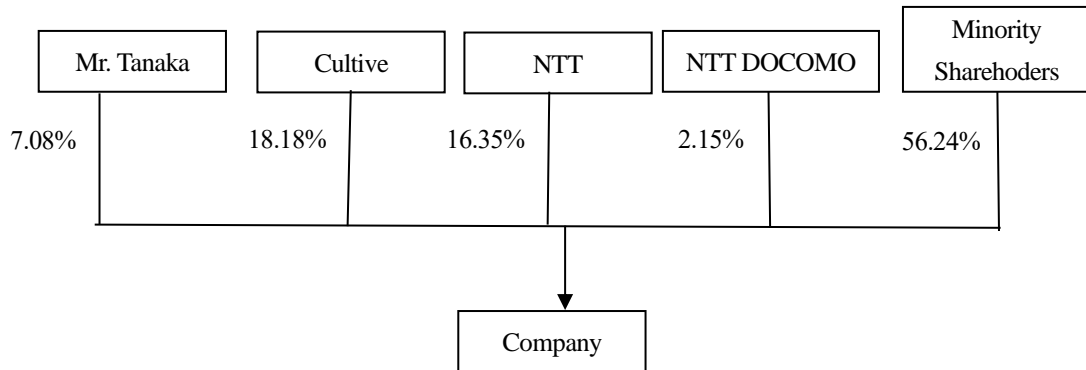 Mr. Tanaka
Cultive
NTT
NTT DOCOMO
Minority
Sharehoders
7.08%
18.18%
16.35%
2.15%
56.24%
Company